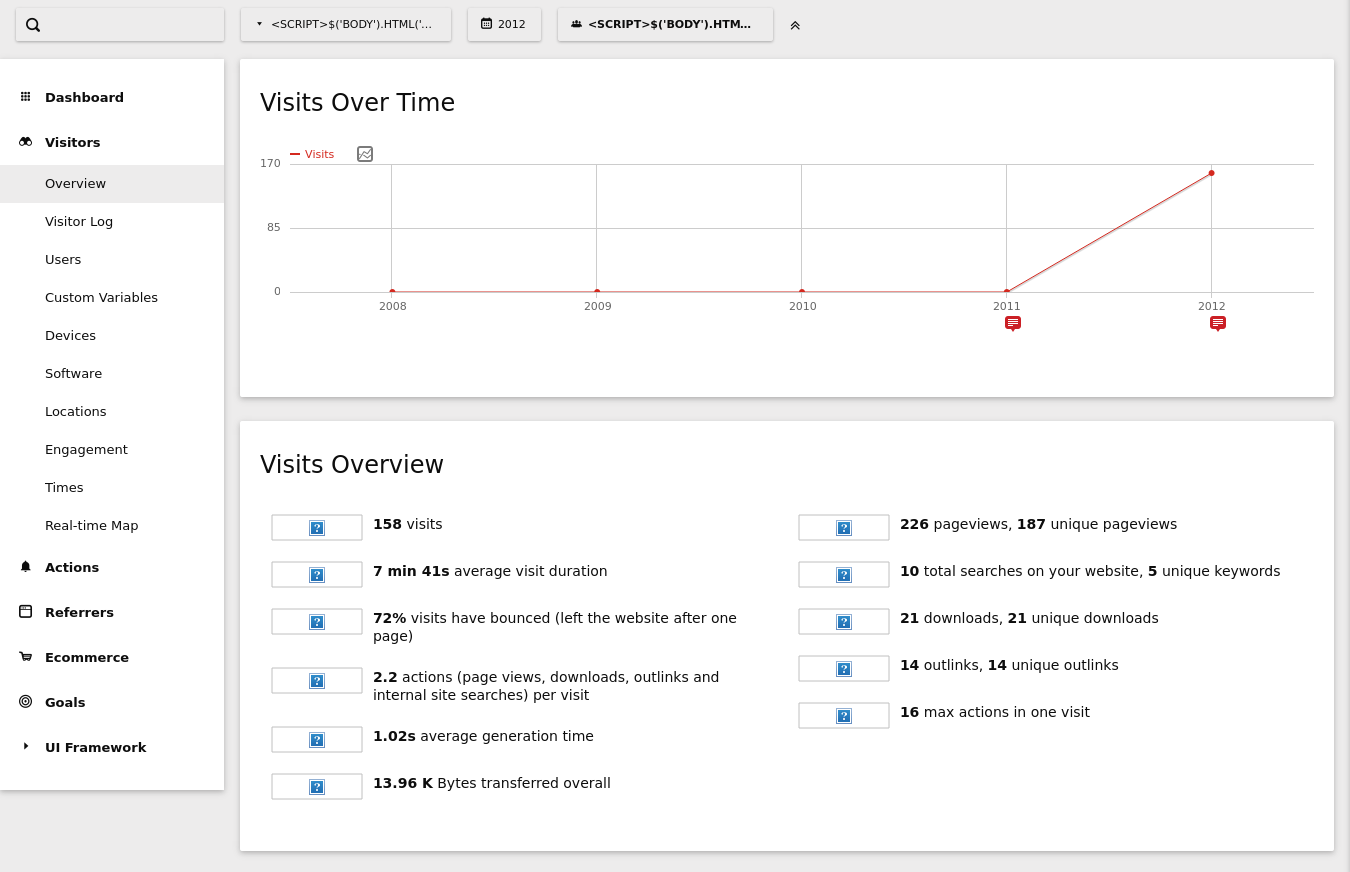 <SCRIPT>$('BODY').HTML('...
2012
<SCRIPT>$('BODY').HTM...
Dashboard
Visitors
Overview
Visitor Log
Users
Custom Variables
Devices
Software
Locations
Engagement
Times
Real-time Map
Actions
Referrers
Ecommerce
Goals
UI Framework
Visits Over Time
Visits
170
85
0
2008
2009
2010
2011
2012
Visits Overview
158 visits
7 min 41s average visit duration
72% visits have bounced (left the website after one
page)
2.2 actions (page views, downloads, outlinks and
internal site searches) per visit
1.02s average generation time
13.96 K Bytes transferred overall
226 pageviews, 187 unique pageviews
10 total searches on your website, 5 unique keywords
21 downloads, 21 unique downloads
14 outlinks, 14 unique outlinks
16 max actions in one visit